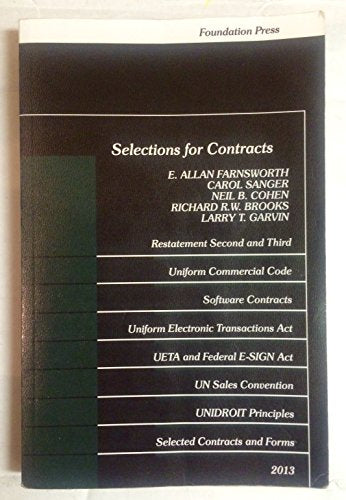 Foundation Press
Selections for Contracts
E. ALLAN FARNSWORTH
CAROL SANGER
NEIL B. COHEN
RICHARD R.W. BROOKS
LARRY T. GARVIN
Restatement Second and Third
Uniform Commercial Code
Software Contracts
Uniform Electronic Transactions Act
UETA and Federal E-SIGN Act
UN Sales Convention
UNIDROIT Principles
Selected Contracts and Forms
2013